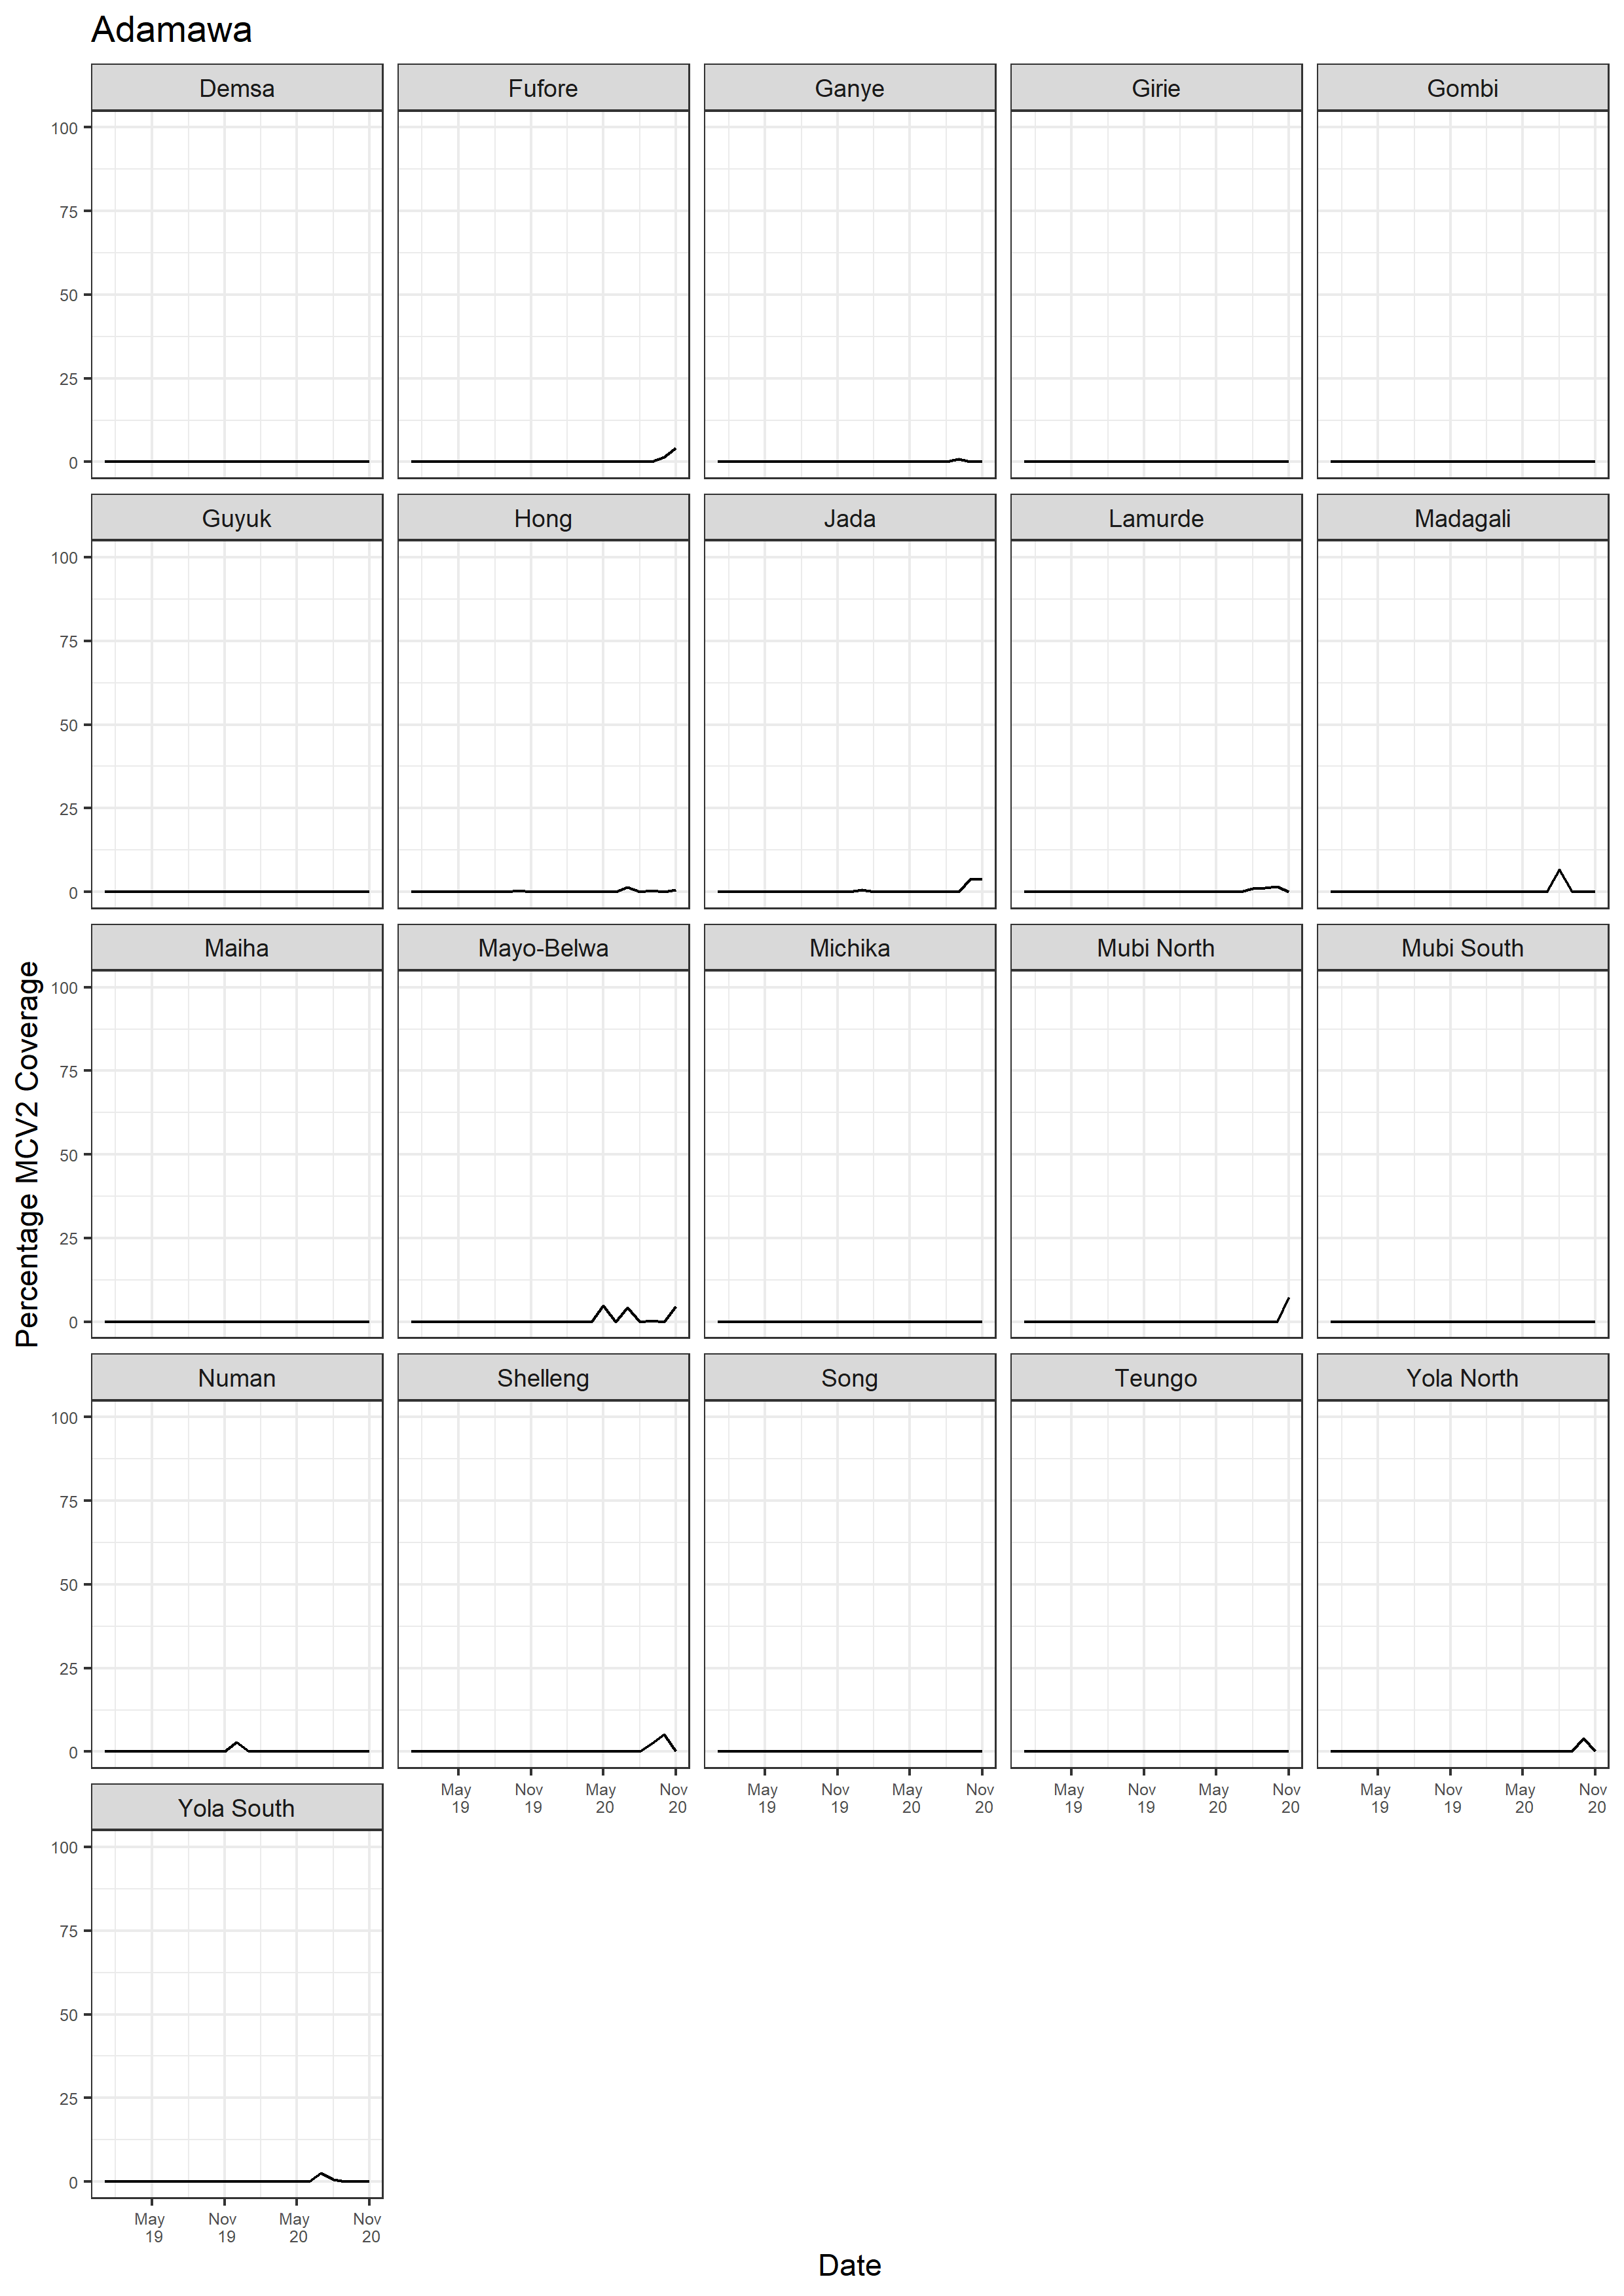 Adamawa
Demsa Fufore Ganye Girie Gombi
100
75
50
25
0
Guyuk Hong Jada Lamurde Madagali
100
75
50
25
0
Maiha Mayo-Belwa Michika Mubi North Mubi South
100
75
50
25
0
Percentage MCV2 Coverage
Numan Shelleng Song Teungo Yola North
100
75
50
25
0
May Nov May Nov May Nov May Nov May Nov May Nov May Nov May Nov
19 19 20 20 19 19 20 20 19 19 20 20 19 19 20 20
Yola South
100
75
50
25
0
May Nov May Nov
19 19 20 20
Date